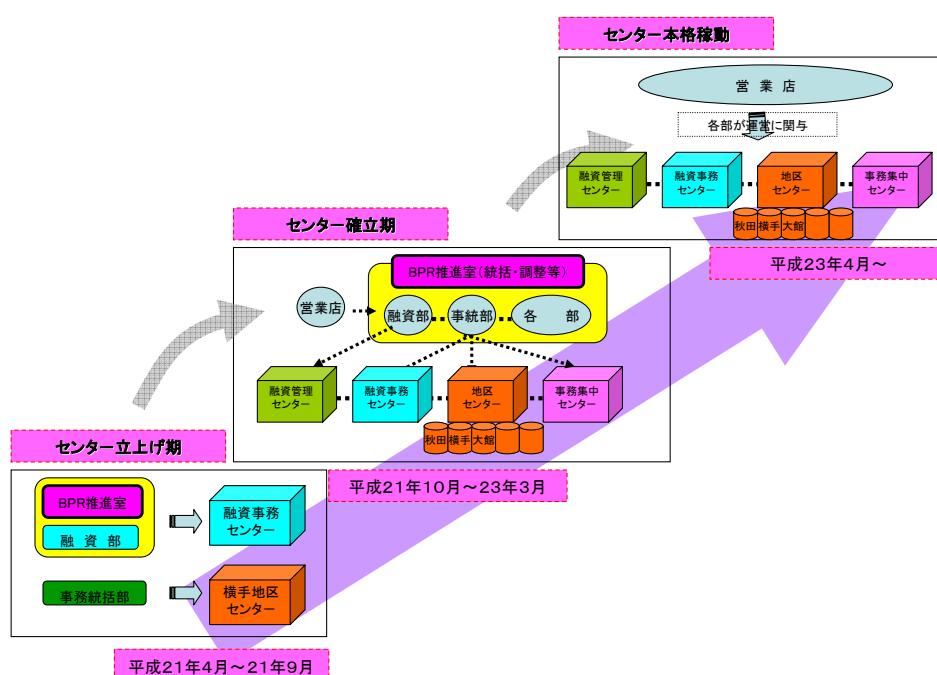 センター本格稼動
営 業 店
各部が運営に関与
融資管理
センター
融資事務
センター
地区
センター
事務集中
センター
秋田
横手
大館
平成23年4月~
センター確立期
BPR推進室(統括・調整等)
営業店
融資部
事統部
各 部
融資管理
センター
融資事務
センター
地区
センター
事務集中
センター
秋田
横手
大館
平成21年10月~23年3月
センター立上げ期
BPR推進室
融 資 部
融資事務
センター
事務統括部
横手地区
センター
平成21年4月~21年9月